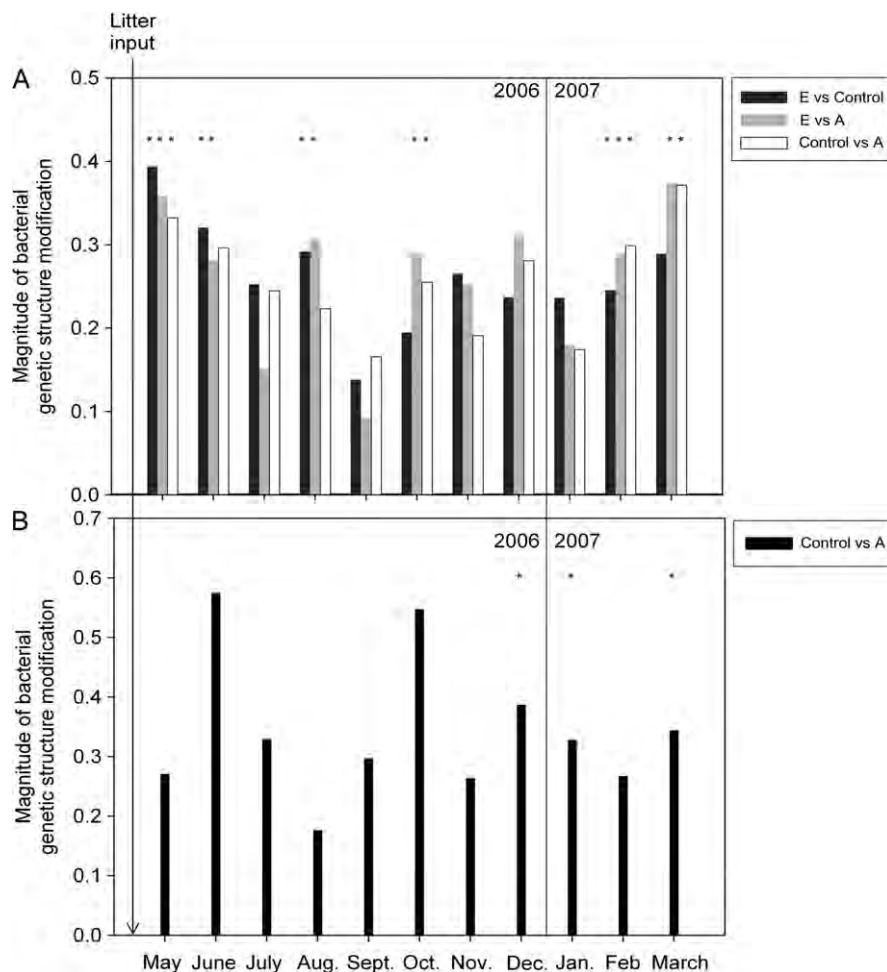 Litter
input
A
Magnitude of bacterial
genetic structure modification
0.5
0.4
0.3
0.2
0.1
0.0
2006 2007
* * *
* *
* *
* *
* * *
* *
E vs Control
E vs A
Control vs A
B
Magnitude of bacterial
genetic structure modification
0.7
0.6
0.5
0.4
0.3
0.2
0.1
0.0
2006 2007
*
*
*
Control vs A
May June July Aug. Sept. Oct. Nov. Dec. Jan. Feb March